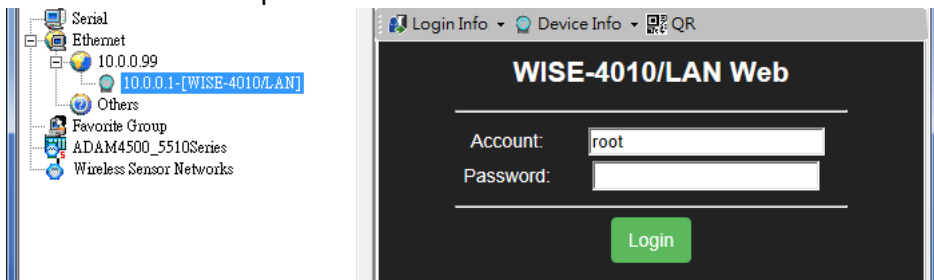 Serial
Ethernet
10.0.0.99
10.0.0.1-[WISE-4010/LAN]
Others
Favorite Group
ADAM4500_5510Series
Wireless Sensor Networks
Login Info Device Info QR
WISE-4010/LAN Web
Account: root
Password:
Login